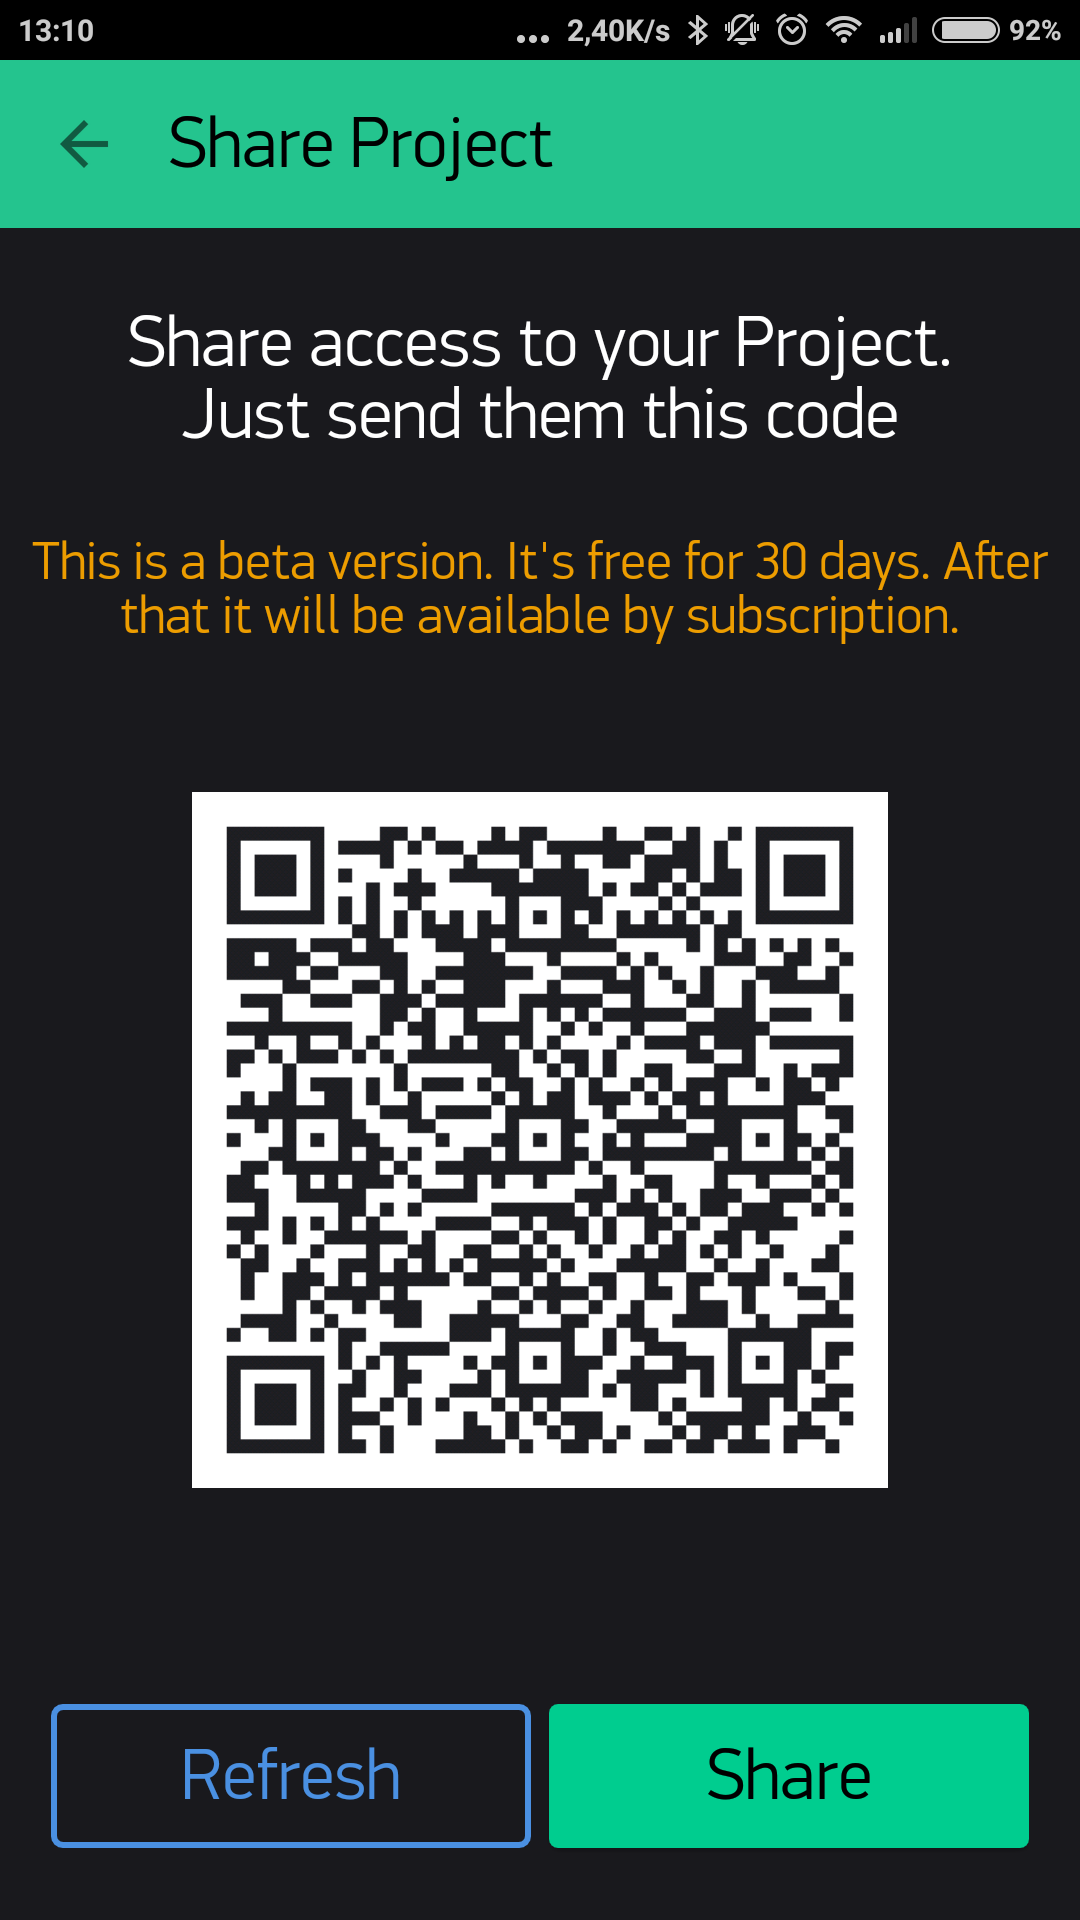 13:10 ... 2,40K/s 92%
Share Project
Share access to your Project.
Just send them this code
This is a beta version. It's free for 30 days. After
that it will be available by subscription.
Refresh Share